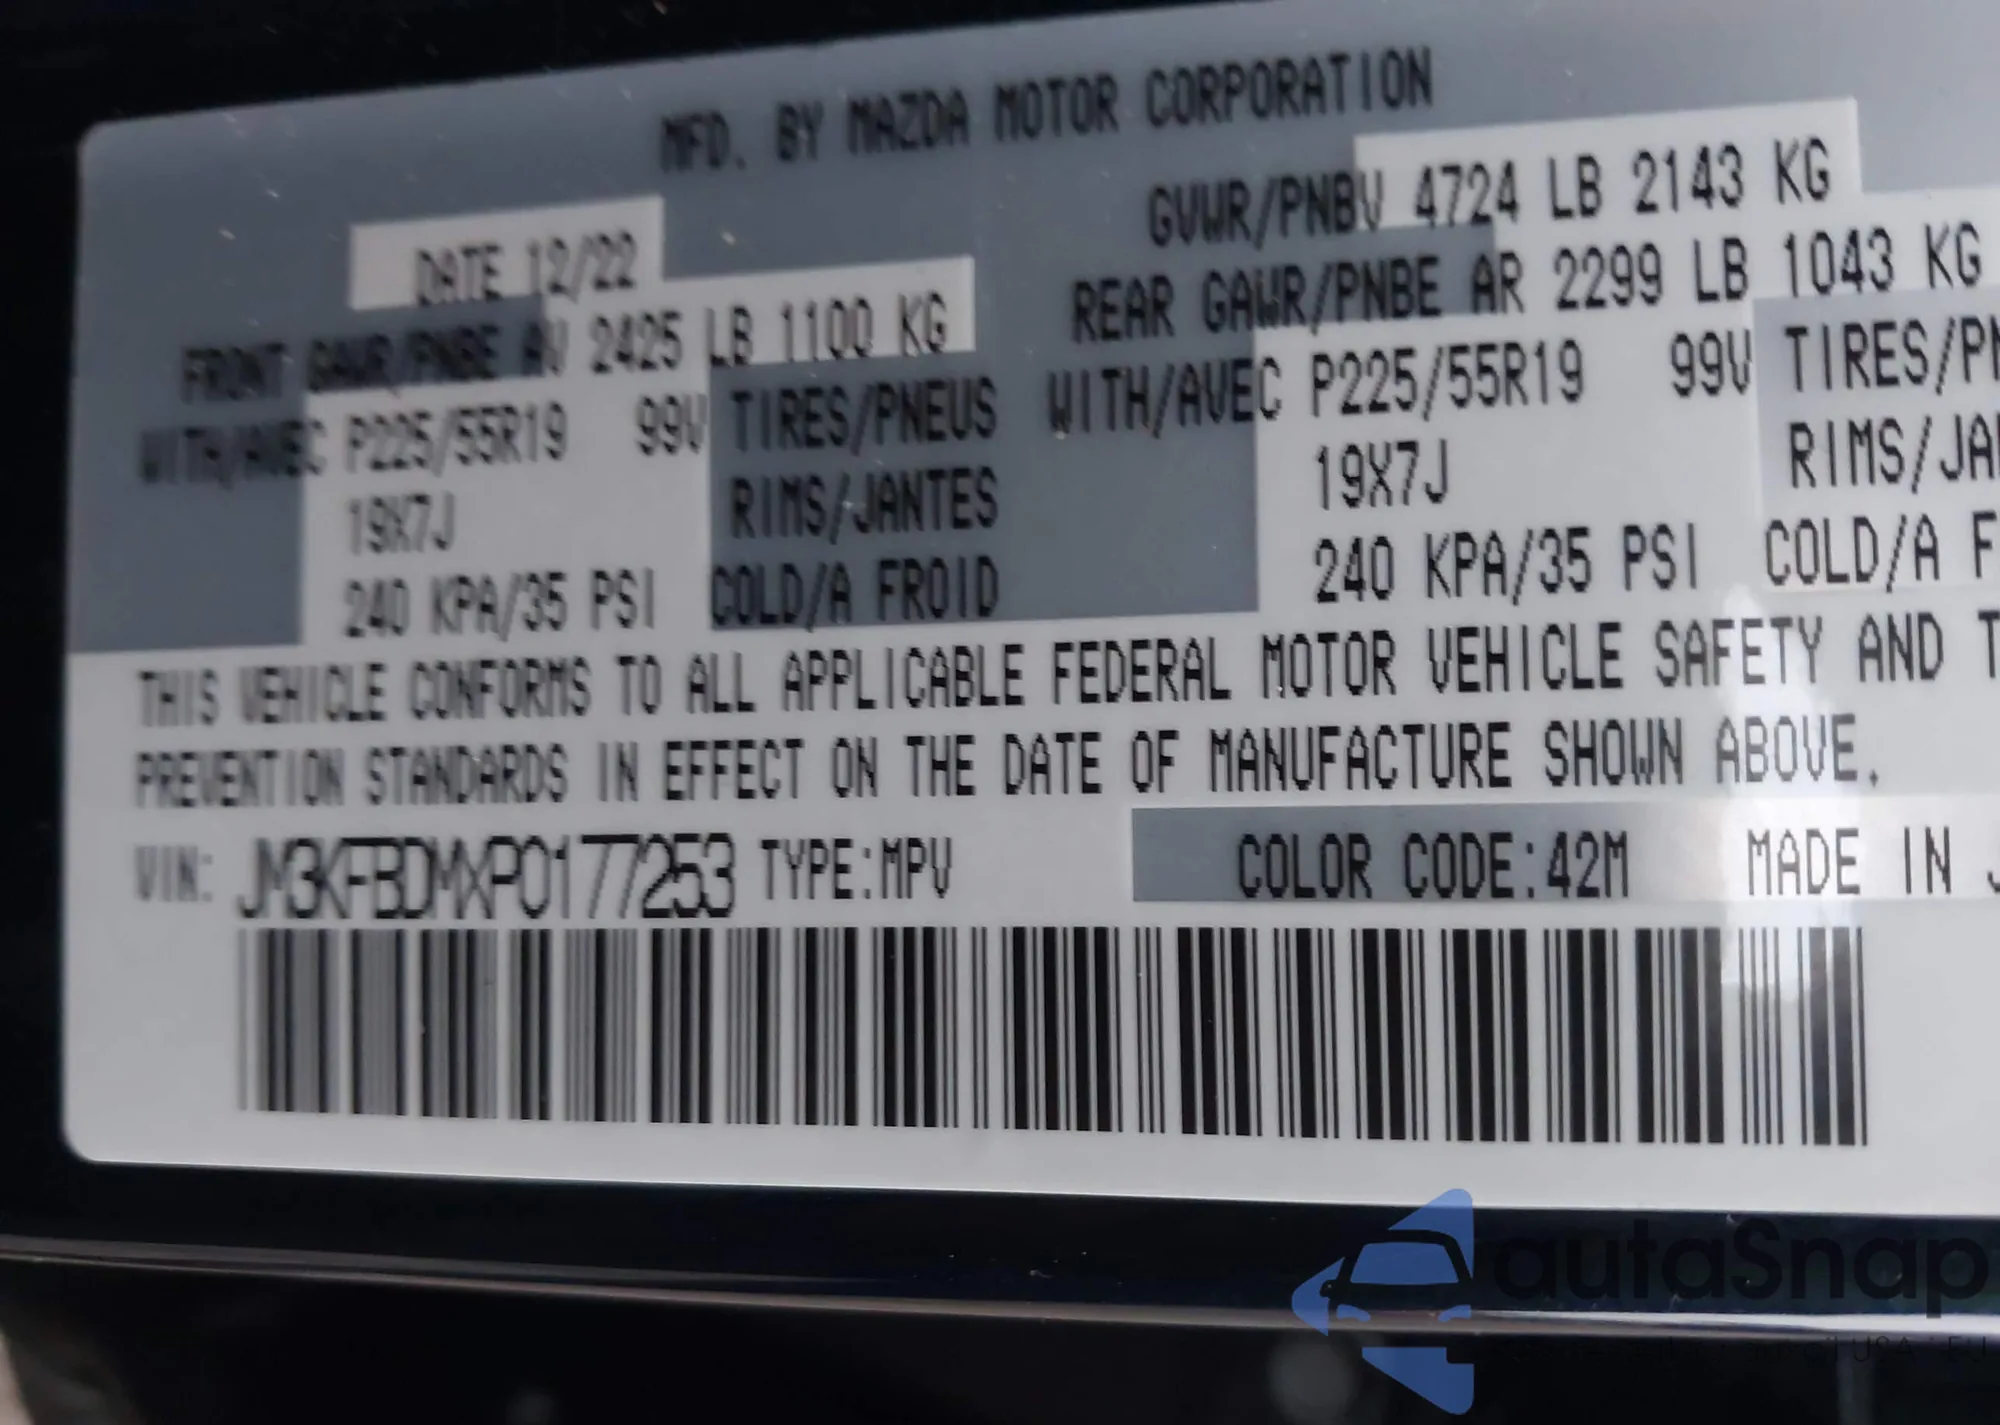 MFD. BY MAZDA MOTOR CORPORATION
DATE 12/22
GVWR/PNBV 4724 LB 2143 KG
FRONT GAWR/PNBE AV 2425 LB 1100 KG
REAR GAWR/PNBE AR 2299 LB 1043 KG
WITH/AVEC P225/55R19 99V TIRES/PNEUS
WITH/AVEC P225/55R19 99V TIRES/PN
19X7J RIMS/JANTES
19X7J RIMS/JA
240 KPA/35 PSI COLD/A FROID
240 KPA/35 PSI COLD/A F
THIS VEHICLE CONFORMS TO ALL APPLICABLE FEDERAL MOTOR VEHICLE SAFETY AND T
PREVENTION STANDARDS IN EFFECT ON THE DATE OF MANUFACTURE SHOWN ABOVE.
VIN: JM3KFBDMXP0177253 TYPE:MPV COLOR CODE:42M MADE IN J
autaSnap